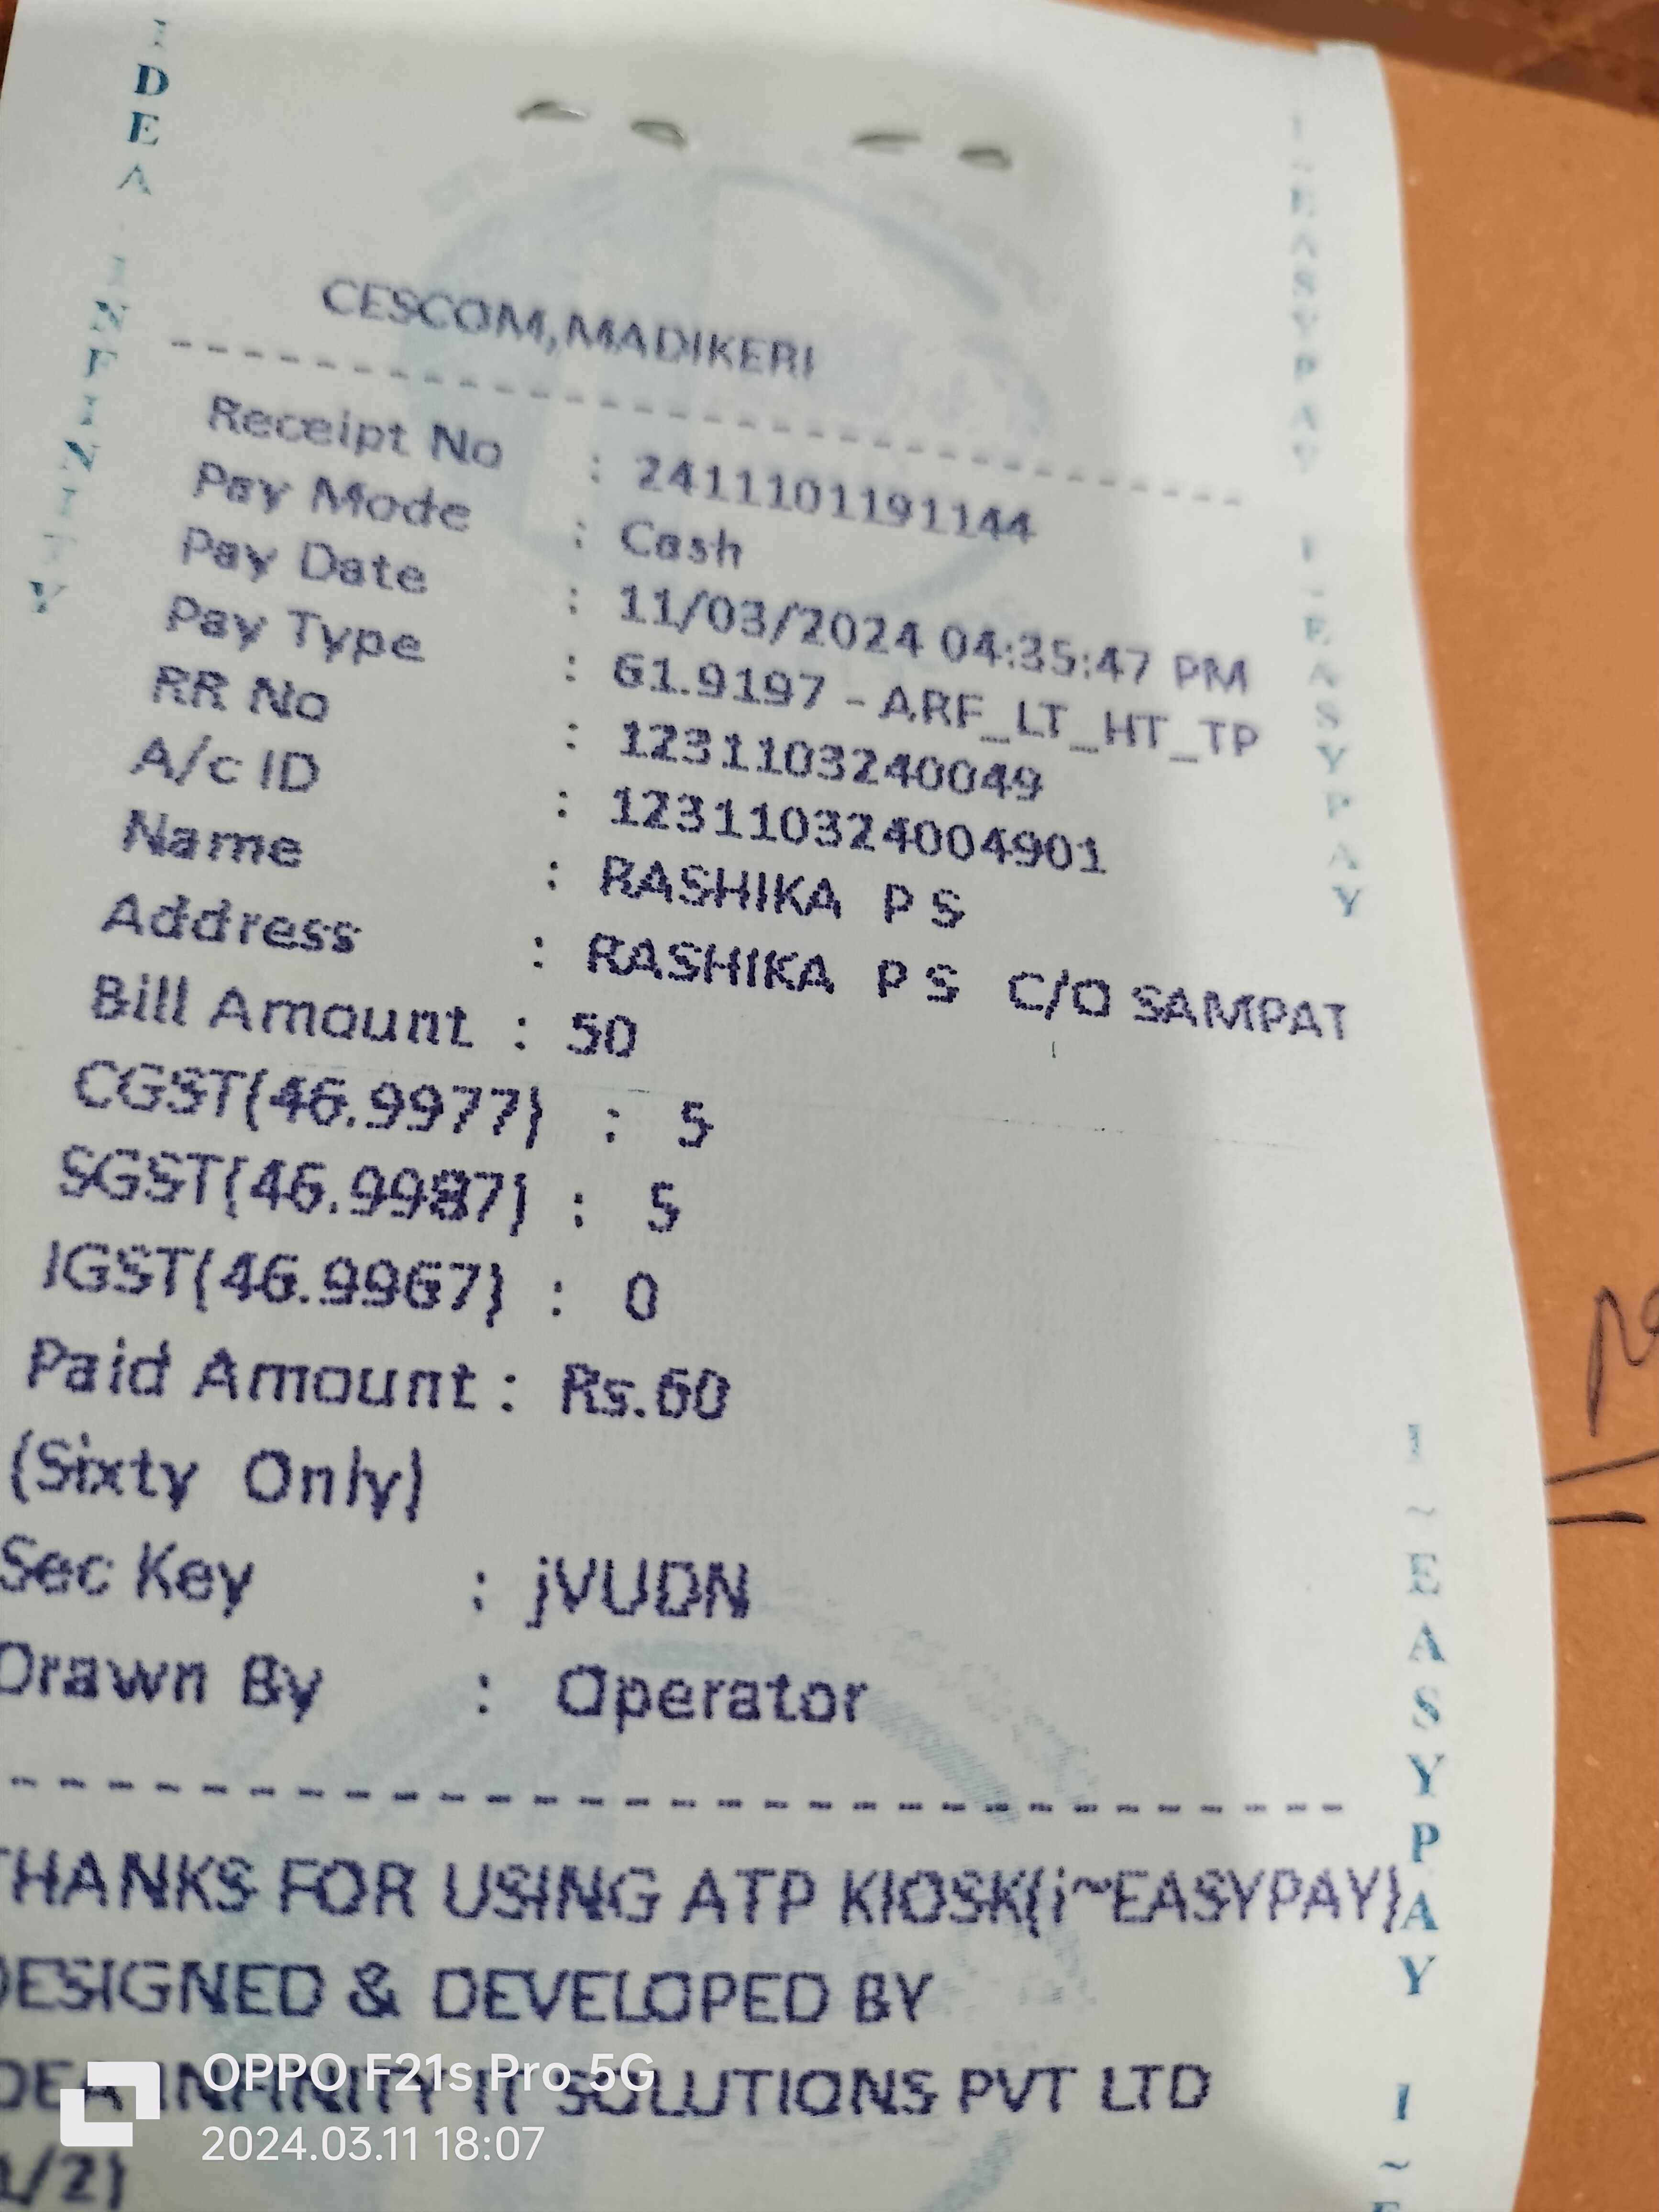 IDEA INFINITY
I~EASYPAY I~EASYPAY
CESCOM,MADIKERI
Receipt No : 2411101191144
Pay Mode : Cash
Pay Date : 11/03/2024 04:35:47 PM
Pay Type : 61.9197 - ARF_LT_HT_TP
RR No : 1231103240049
A/c ID : 123110324004901
Name : RASHIKA P S
Address : RASHIKA P S C/O SAMPAT
Bill Amount : 50
CGST(46.9977) : 5
SGST(46.9987) : 5
IGST(46.9967) : 0
Paid Amount : Rs.60
(Sixty Only)
Sec Key : jVUDN
Drawn By : Operator
I~EASYPAY
THANKS FOR USING ATP KIOSK(i~EASYPAY)
DESIGNED & DEVELOPED BY
IDEA INFINITY IT SOLUTIONS PVT LTD
OPPO F21s Pro 5G
2024.03.11 18:07